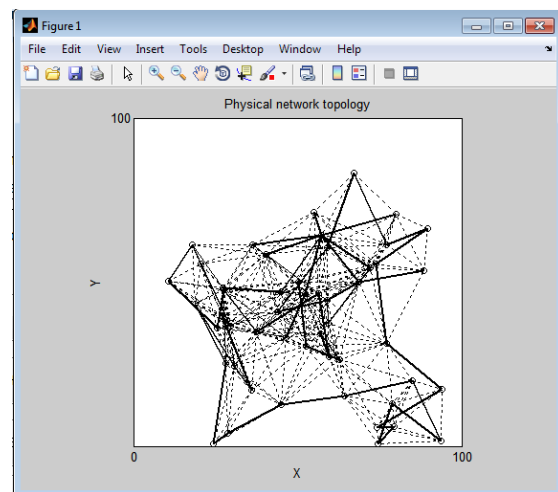 Figure 1
File Edit View Insert Tools Desktop Window Help
Physical network topology
100
Y
0 100
X